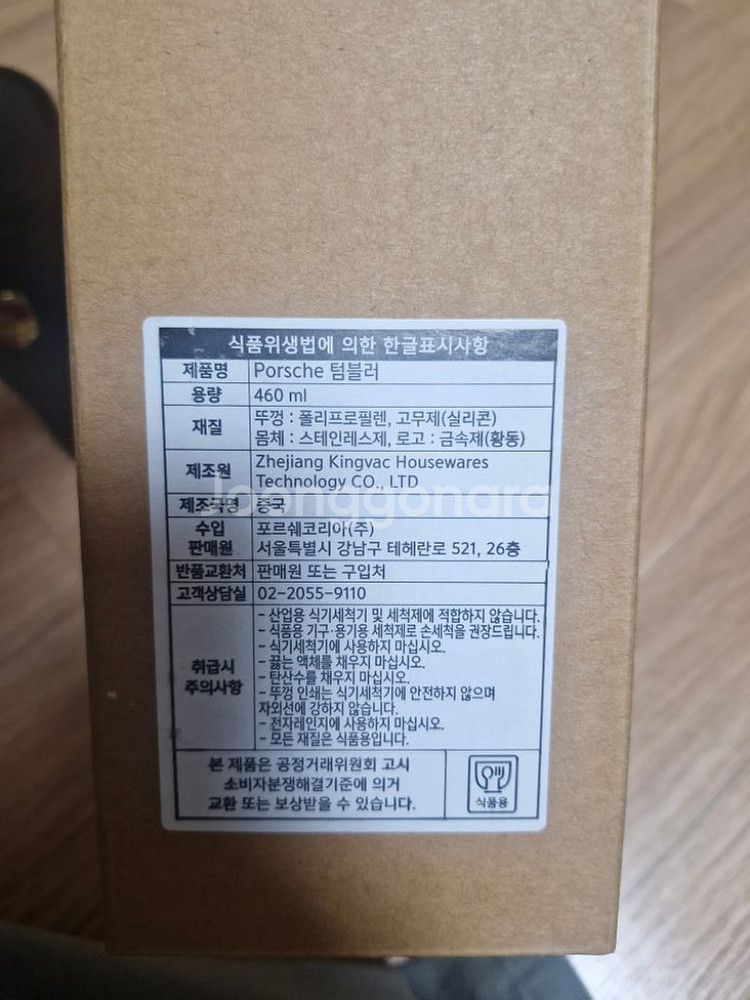 식품위생법에 의한 한글표시사항
제품명 Porsche 텀블러
용량 460 ml
재질 뚜껑 : 폴리프로필렌, 고무제(실리콘)
몸체 : 스테인레스제, 로고 : 금속제(황동)
제조원 Zhejiang Kingvac Housewares
Technology CO., LTD
Joonggonara
제조국명 중국
수입 판매원 포르쉐코리아(주)
서울특별시 강남구 테헤란로 521, 26층
반품교환처 판매원 또는 구입처
고객상담실 02-2055-9110
취급시 주의사항
- 산업용 식기세척기 및 세척제에 적합하지 않습니다.
- 식품용 기구·용기용 세척제로 손세척을 권장드립니다.
- 식기세척기에 사용하지 마십시오.
- 끓는 액체를 채우지 마십시오.
- 탄산수를 채우지 마십시오.
- 뚜껑 인쇄는 식기세척기에 안전하지 않으며
자외선에 강하지 않습니다.
- 전자레인지에 사용하지 마십시오.
- 모든 재질은 식품용입니다.
본 제품은 공정거래위원회 고시
소비자분쟁해결기준에 의거
교환 또는 보상받을 수 있습니다.
식품용